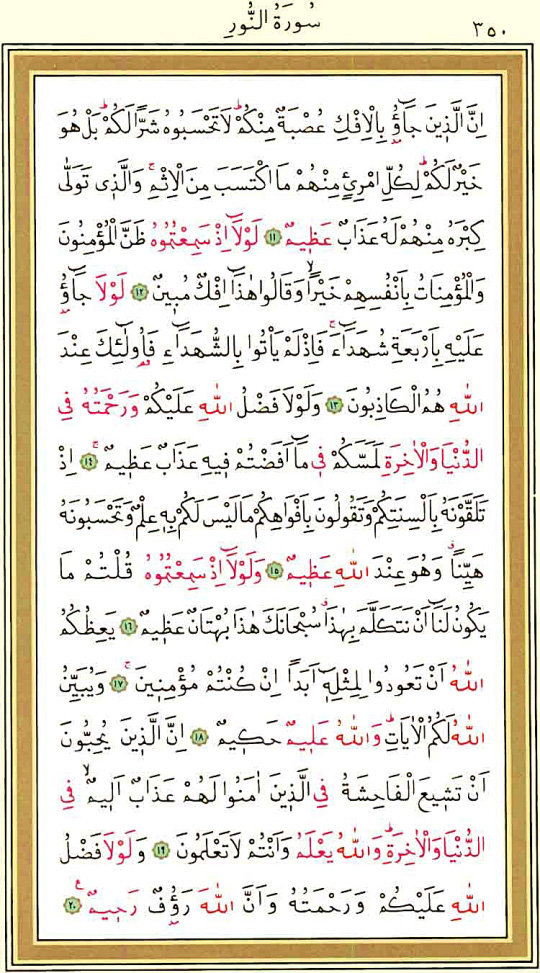 سُورَةُ النُّورِ ٣٥٠
اِنَّ الَّذ۪ينَ جَٓاؤُ۫ بِالْاِفْكِ عُصْبَةٌ مِنْكُمْۜ لَا تَحْسَبُوهُ شَرًّا لَكُمْۜ بَلْ هُوَ
خَيْرٌ لَكُمْۜ لِكُلِّ امْرِئٍ مِنْهُمْ مَا اكْتَسَبَ مِنَ الْاِثْمِۚ وَالَّذ۪ي تَوَلّٰى
كِبْرَهُ مِنْهُمْ لَهُ عَذَابٌ عَظ۪يمٌ ﴿١١﴾ لَوْلَٓا اِذْ سَمِعْتُمُوهُ ظَنَّ الْمُؤْمِنُونَ
وَالْمُؤْمِنَاتُ بِاَنْفُسِهِمْ خَيْرًاۙ وَقَالُوا هٰذَٓا اِفْكٌ مُب۪ينٌ ﴿١٢﴾ لَوْلَا جَٓاؤُ۫
عَلَيْهِ بِاَرْبَعَةِ شُهَدَٓاءَۚ فَاِذْ لَمْ يَأْتُوا بِالشُّهَدَٓاءِ فَاُو۬لٰٓئِكَ عِنْدَ
اللّٰهِ هُمُ الْكَاذِبُونَ ﴿١٣﴾ وَلَوْلَا فَضْلُ اللّٰهِ عَلَيْكُمْ وَرَحْمَتُهُ فِي
الدُّنْيَا وَالْاٰخِرَةِ لَمَسَّكُمْ ف۪ي مَٓا اَفَضْتُمْ ف۪يهِ عَذَابٌ عَظ۪يمٌۚ ﴿١٤﴾ اِذْ
تَلَقَّوْنَهُ بِاَلْسِنَتِكُمْ وَتَقُولُونَ بِاَفْوَاهِكُمْ مَا لَيْسَ لَكُمْ بِه۪ عِلْمٌ وَتَحْسَبُونَهُ
هَيِّنًاۗ وَهُوَ عِنْدَ اللّٰهِ عَظ۪يمٌ ﴿١٥﴾ وَلَوْلَٓا اِذْ سَمِعْتُمُوهُ قُلْتُمْ مَا
يَكُونُ لَنَٓا اَنْ نَتَكَلَّمَ بِهٰذَاۗ سُبْحَانَكَ هٰذَا بُهْتَانٌ عَظ۪يمٌ ﴿١٦﴾ يَعِظُكُمُ
اللّٰهُ اَنْ تَعُودُوا لِمِثْلِه۪ٓ اَبَدًا اِنْ كُنْتُمْ مُؤْمِن۪ينَۚ ﴿١٧﴾ وَيُبَيِّنُ
اللّٰهُ لَكُمُ الْاٰيَاتِۜ وَاللّٰهُ عَل۪يمٌ حَك۪يمٌ ﴿١٨﴾ اِنَّ الَّذ۪ينَ يُحِبُّونَ
اَنْ تَش۪يعَ الْفَاحِشَةُ فِي الَّذ۪ينَ اٰمَنُوا لَهُمْ عَذَابٌ اَل۪يمٌۙ فِي
الدُّنْيَا وَالْاٰخِرَةِۜ وَاللّٰهُ يَعْلَمُ وَاَنْتُمْ لَا تَعْلَمُونَ ﴿١٩﴾ وَلَوْلَا فَضْلُ
اللّٰهِ عَلَيْكُمْ وَرَحْمَتُهُ وَاَنَّ اللّٰهَ رَؤُ۫فٌ رَح۪يمٌ۟ ﴿٢٠﴾